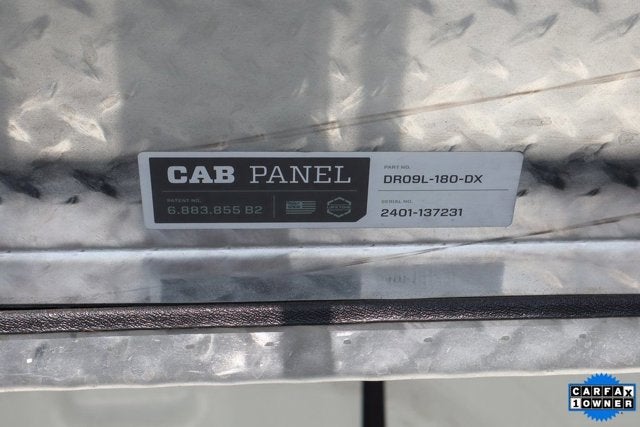 CAB PANEL
PATENT NO.
6,883,855 B2
PART NO.
DR09L-180-DX
SERIAL NO.
2401-137231
CARFAX
1 OWNER